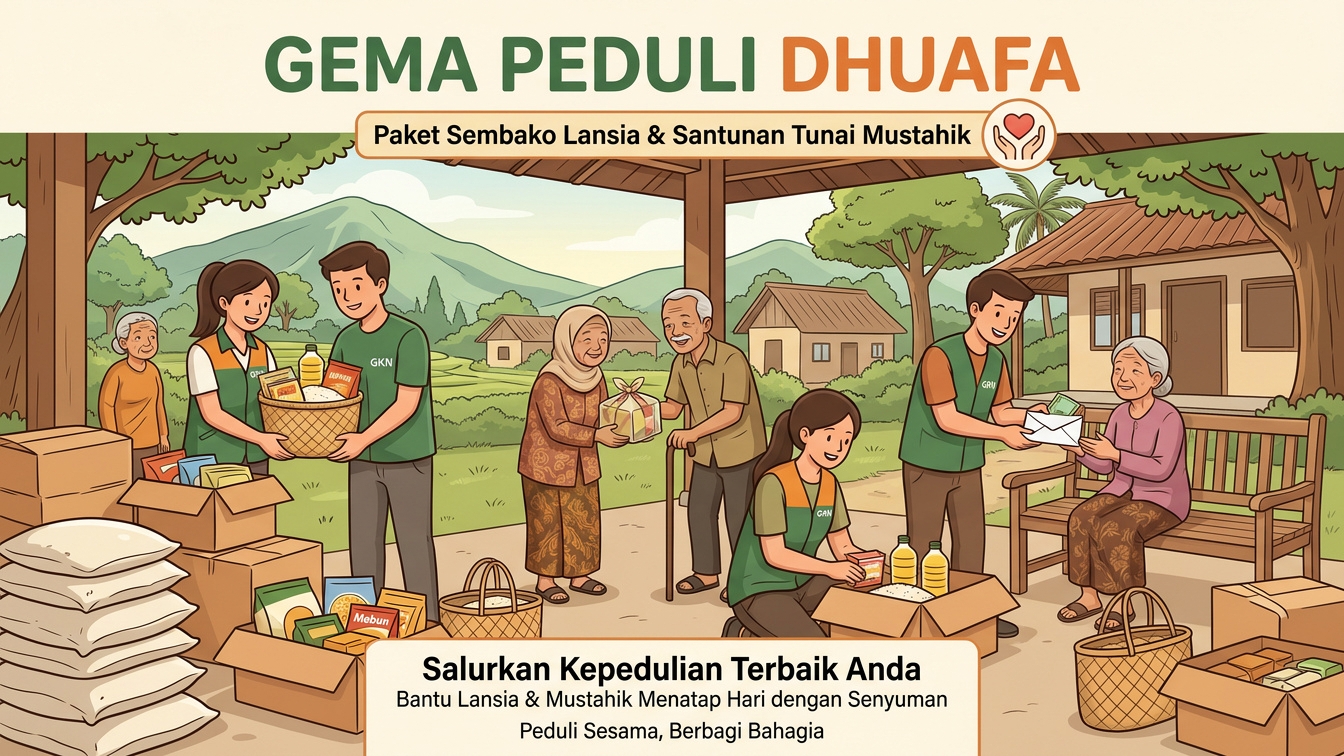 GEMA PEDULI DHUAFA
Paket Sembako Lansia & Santunan Tunai Mustahik
GKN
Mebun
Salurkan Kepedulian Terbaik Anda
Bantu Lansia & Mustahik Menatap Hari dengan Senyuman
Peduli Sesama, Berbagi Bahagia